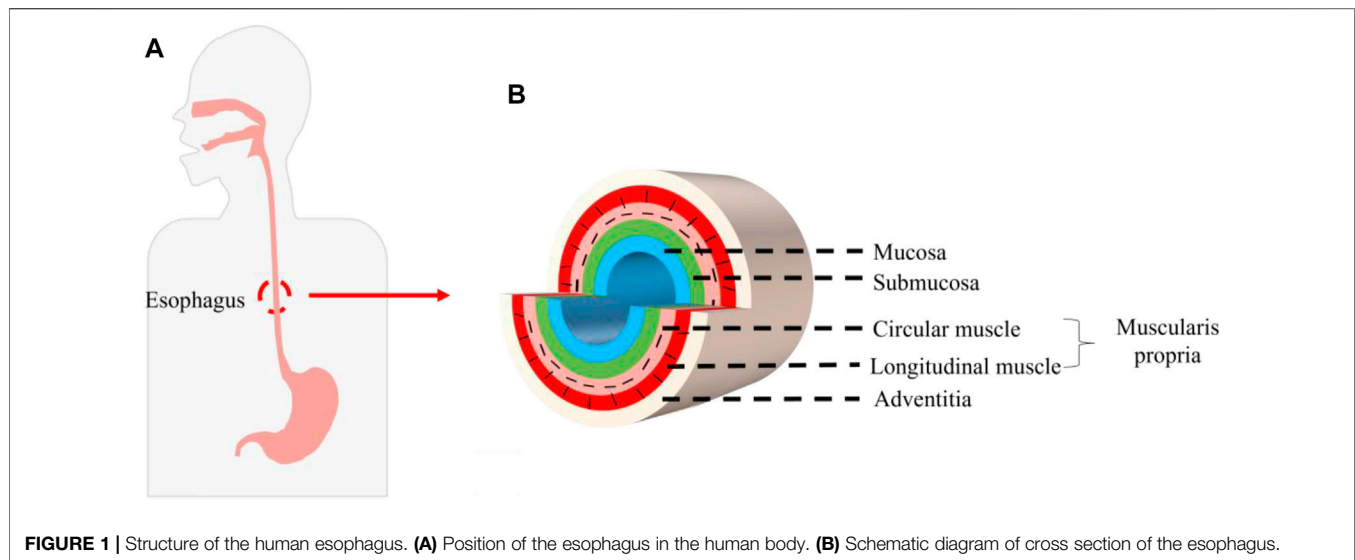 A
B
Esophagus
Mucosa
Submucosa
Circular muscle
Longitudinal muscle
Adventitia
Muscularis
propria
FIGURE 1 | Structure of the human esophagus. (A) Position of the esophagus in the human body. (B) Schematic diagram of cross section of the esophagus.